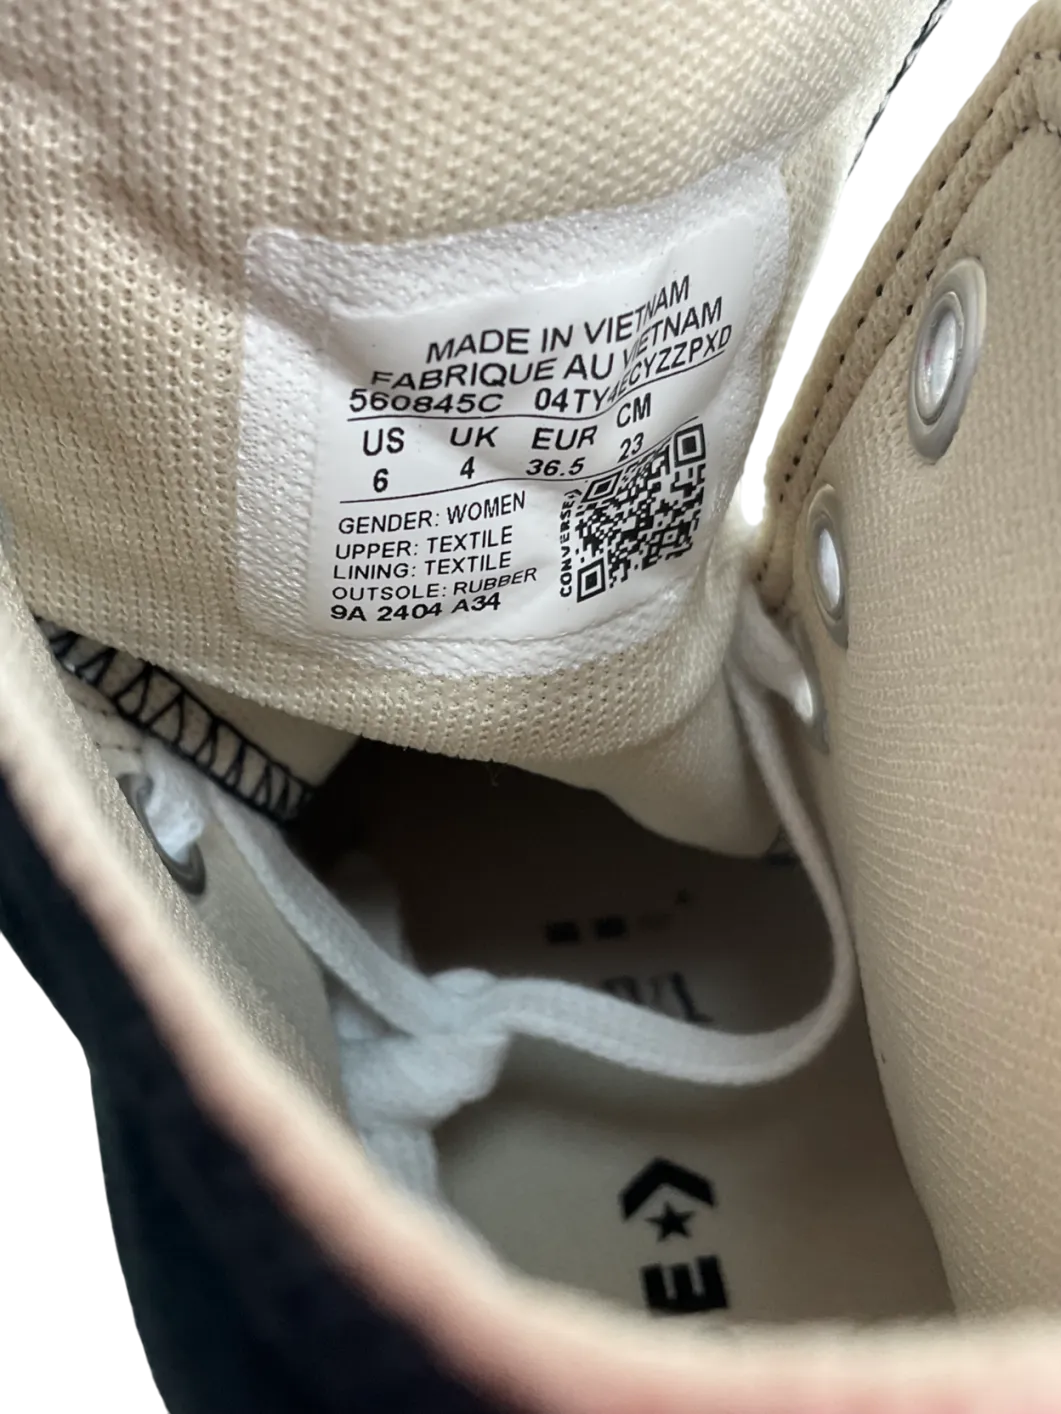 MADE IN VIETNAM
FABRIQUE AU VIETNAM
560845C 04TY4ECYZZPXD
US UK EUR CM
6 4 36.5 23
GENDER: WOMEN
UPPER: TEXTILE
LINING: TEXTILE
OUTSOLE: RUBBER
9A 2404 A34
CONVERSE
E